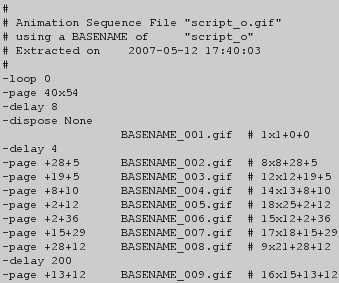 #
# Animation Sequence File "script_o.gif"
# using a BASENAME of "script_o"
# Extracted on 2007-05-12 17:40:03
#
-loop 0
-page 40x54
-delay 8
-dispose None
BASENAME_001.gif # 1x1+0+0
-delay 4
-page +28+5 BASENAME_002.gif # 8x8+28+5
-page +19+5 BASENAME_003.gif # 12x12+19+5
-page +8+10 BASENAME_004.gif # 14x13+8+10
-page +2+12 BASENAME_005.gif # 18x25+2+12
-page +2+36 BASENAME_006.gif # 15x12+2+36
-page +15+29 BASENAME_007.gif # 17x18+15+29
-page +28+12 BASENAME_008.gif # 9x21+28+12
-delay 200
-page +13+12 BASENAME_009.gif # 16x15+13+12